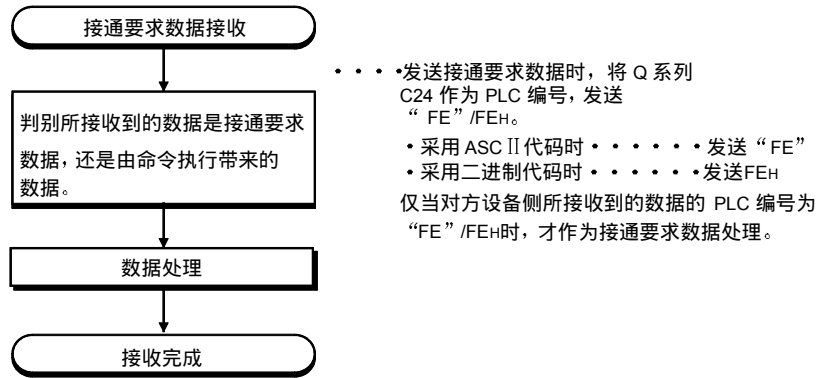 接通要求数据接收
判别所接收到的数据是接通要求
数据，还是由命令执行带来的
数据。
数据处理
接收完成
・・・・发送接通要求数据时，将 Q 系列
C24 作为 PLC 编号，发送
“ FE”/FEH。
・采用 ASCⅡ代码时・・・・・・发送“FE”
・采用二进制代码时・・・・・・发送FEH
仅当对方设备侧所接收到的数据的 PLC 编号为
“FE”/FEH时，才作为接通要求数据处理。